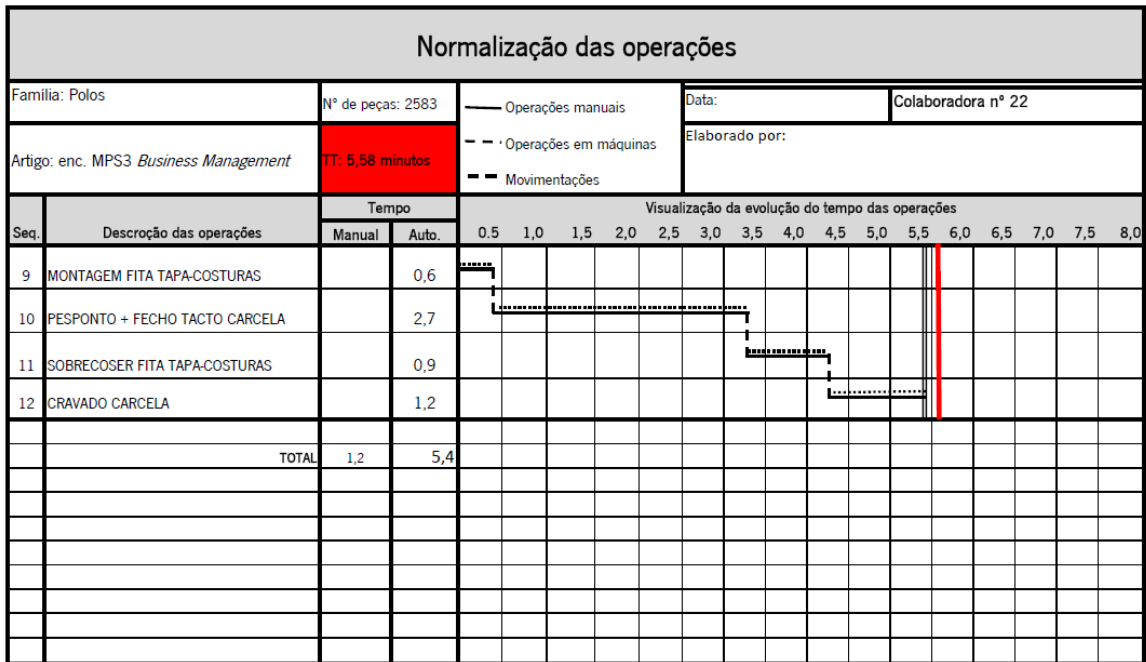 Normalização das operações
Familia: Polos
N° de peças: 2583
Operações manuais
Operações em máquinas
Movimentações
Data:
Colaboradora nº 22
Artigo: enc. MPS3 Business Management
TT: 5,58 minutos
Elaborado por:
Seq. Descroção das operações Tempo Visualização da evolução do tempo das operações
Manual Auto. 0.5 1,0 1,5 2,0 2,5 3,0 3,5 4,0 4,5 5,0 5,5 6,0 6,5 7,0 7,5 8,0
9 MONTAGEM FITA TAPA-COSTURAS 0,6
10 PESPONTO + FECHO TACTO CARCELA 2,7
11 SOBRECOSER FITA TAPA-COSTURAS 0,9
12 CRAVADO CARCELA 1,2
TOTAL 1,2 5,4